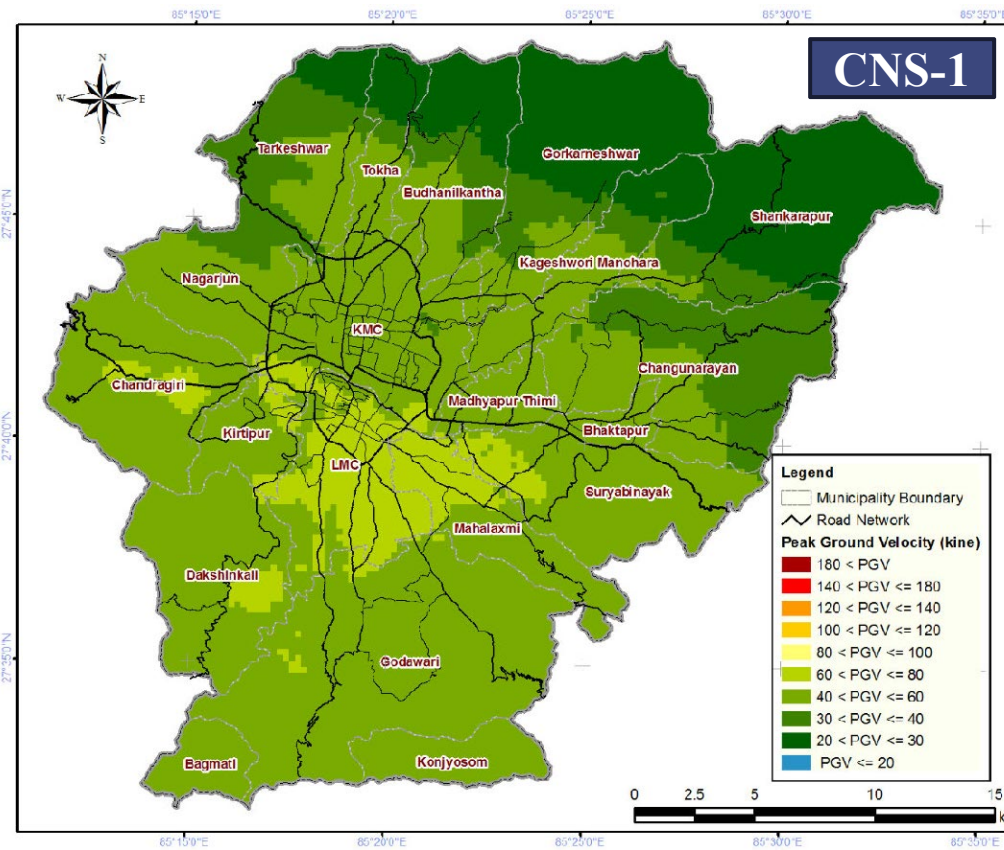 85°15'0"E 85°20'0"E 85°25'0"E 85°30'0"E 85°35'0"E
CNS-1
N
W E
S
Tarkeshwar
Tokha
Gorkarneshwar
Budhanilkantha
27°45'0"N
Shankarapur
Kageshwori Manohara
Nagarjun
KMC
Changunarayan
Chandragiri
Madhyapur Thimi
27°40'0"N
Kirtipur
Bhaktapur
LMC
Suryabinayak
Mahalaxmi
Dakshinkali
27°35'0"N
Godawari
Bagmati
Konjyosom
Legend
Municipality Boundary
Road Network
Peak Ground Velocity (kine)
180 < PGV
140 < PGV <= 180
120 < PGV <= 140
100 < PGV <= 120
80 < PGV <= 100
60 < PGV <= 80
40 < PGV <= 60
30 < PGV <= 40
20 < PGV <= 30
PGV <= 20
0 2.5 5 10 15
85°15'0"E 85°20'0"E 85°25'0"E 85°30'0"E 85°35'0"E